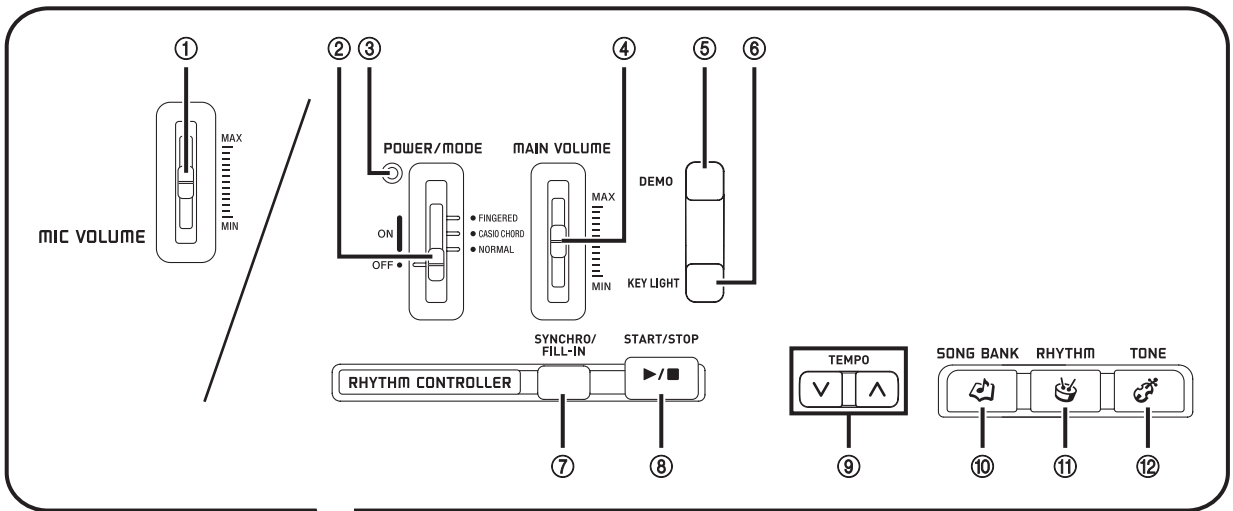 ① ② ③ ④ ⑤ ⑥
MIC VOLUME
MAX
MIN
POWER/MODE
ON
OFF
FINGERED
CASIO CHORD
NORMAL
MAIN VOLUME
MAX
MIN
DEMO
KEY LIGHT
RHYTHM CONTROLLER
SYNCHRO/
FILL-IN
START/STOP
▶/■
TEMPO
∨ ∧
SONG BANK RHYTHM TONE
⑦ ⑧ ⑨ ⑩ ⑪ ⑫